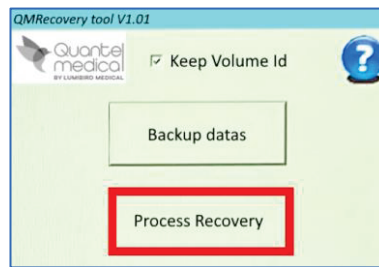 QMRecovery tool V1.01
Quantel
medical
BY LUMIBIRD MEDICAL
Keep Volume Id
?
Backup datas
Process Recovery